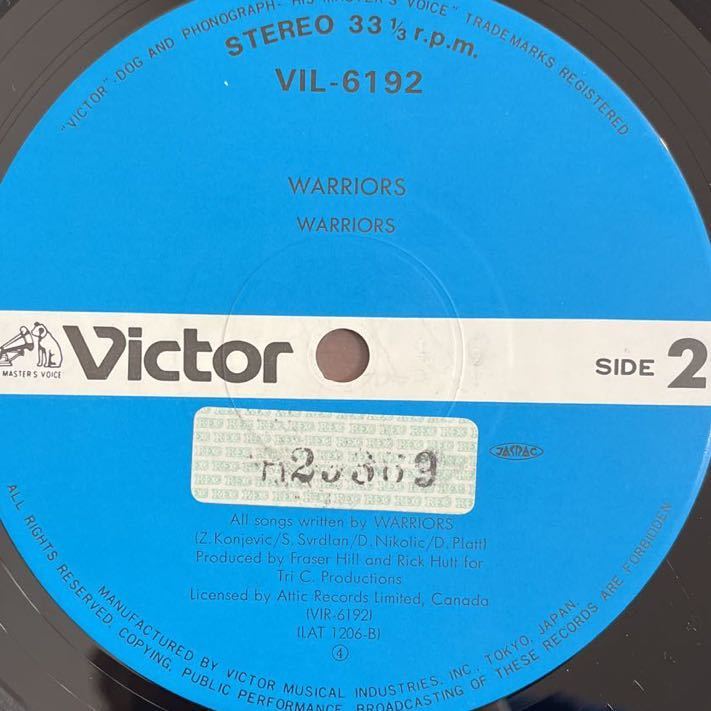 "VICTOR"-DOG AND PHONOGRAPH-"HIS MASTER'S VOICE" TRADEMARKS REGISTERED
STEREO 33 1/3 r.p.m.
VIL-6192
WARRIORS
WARRIORS
MASTER'S VOICE
Victor
SIDE 2
JASRAC
All songs written by WARRIORS
(Z. Konjevic/S. Svrdlan/D. Nikolic/D. Platt)
Produced by Fraser Hill and Rick Hutt for
Tri C. Productions
Licensed by Attic Records Limited, Canada
(VIR-6192)
(LAT 1206-B)
④
MANUFACTURED BY VICTOR MUSICAL INDUSTRIES, INC., TOKYO, JAPAN.
ALL RIGHTS RESERVED. COPYING, PUBLIC PERFORMANCE, BROADCASTING OF THESE RECORDS ARE FORBIDDEN